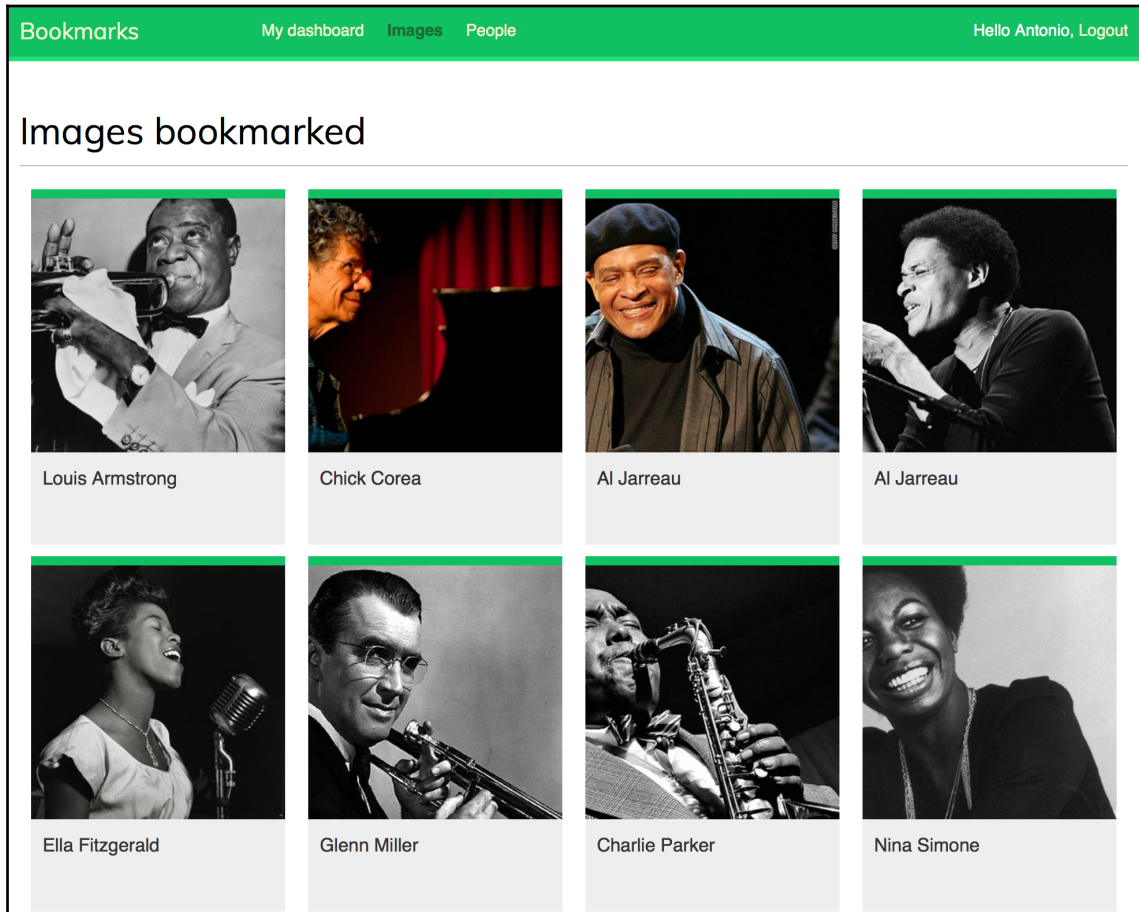 Bookmarks My dashboard Images People Hello Antonio, Logout
Images bookmarked
Louis Armstrong Chick Corea Al Jarreau Al Jarreau
Ella Fitzgerald Glenn Miller Charlie Parker Nina Simone